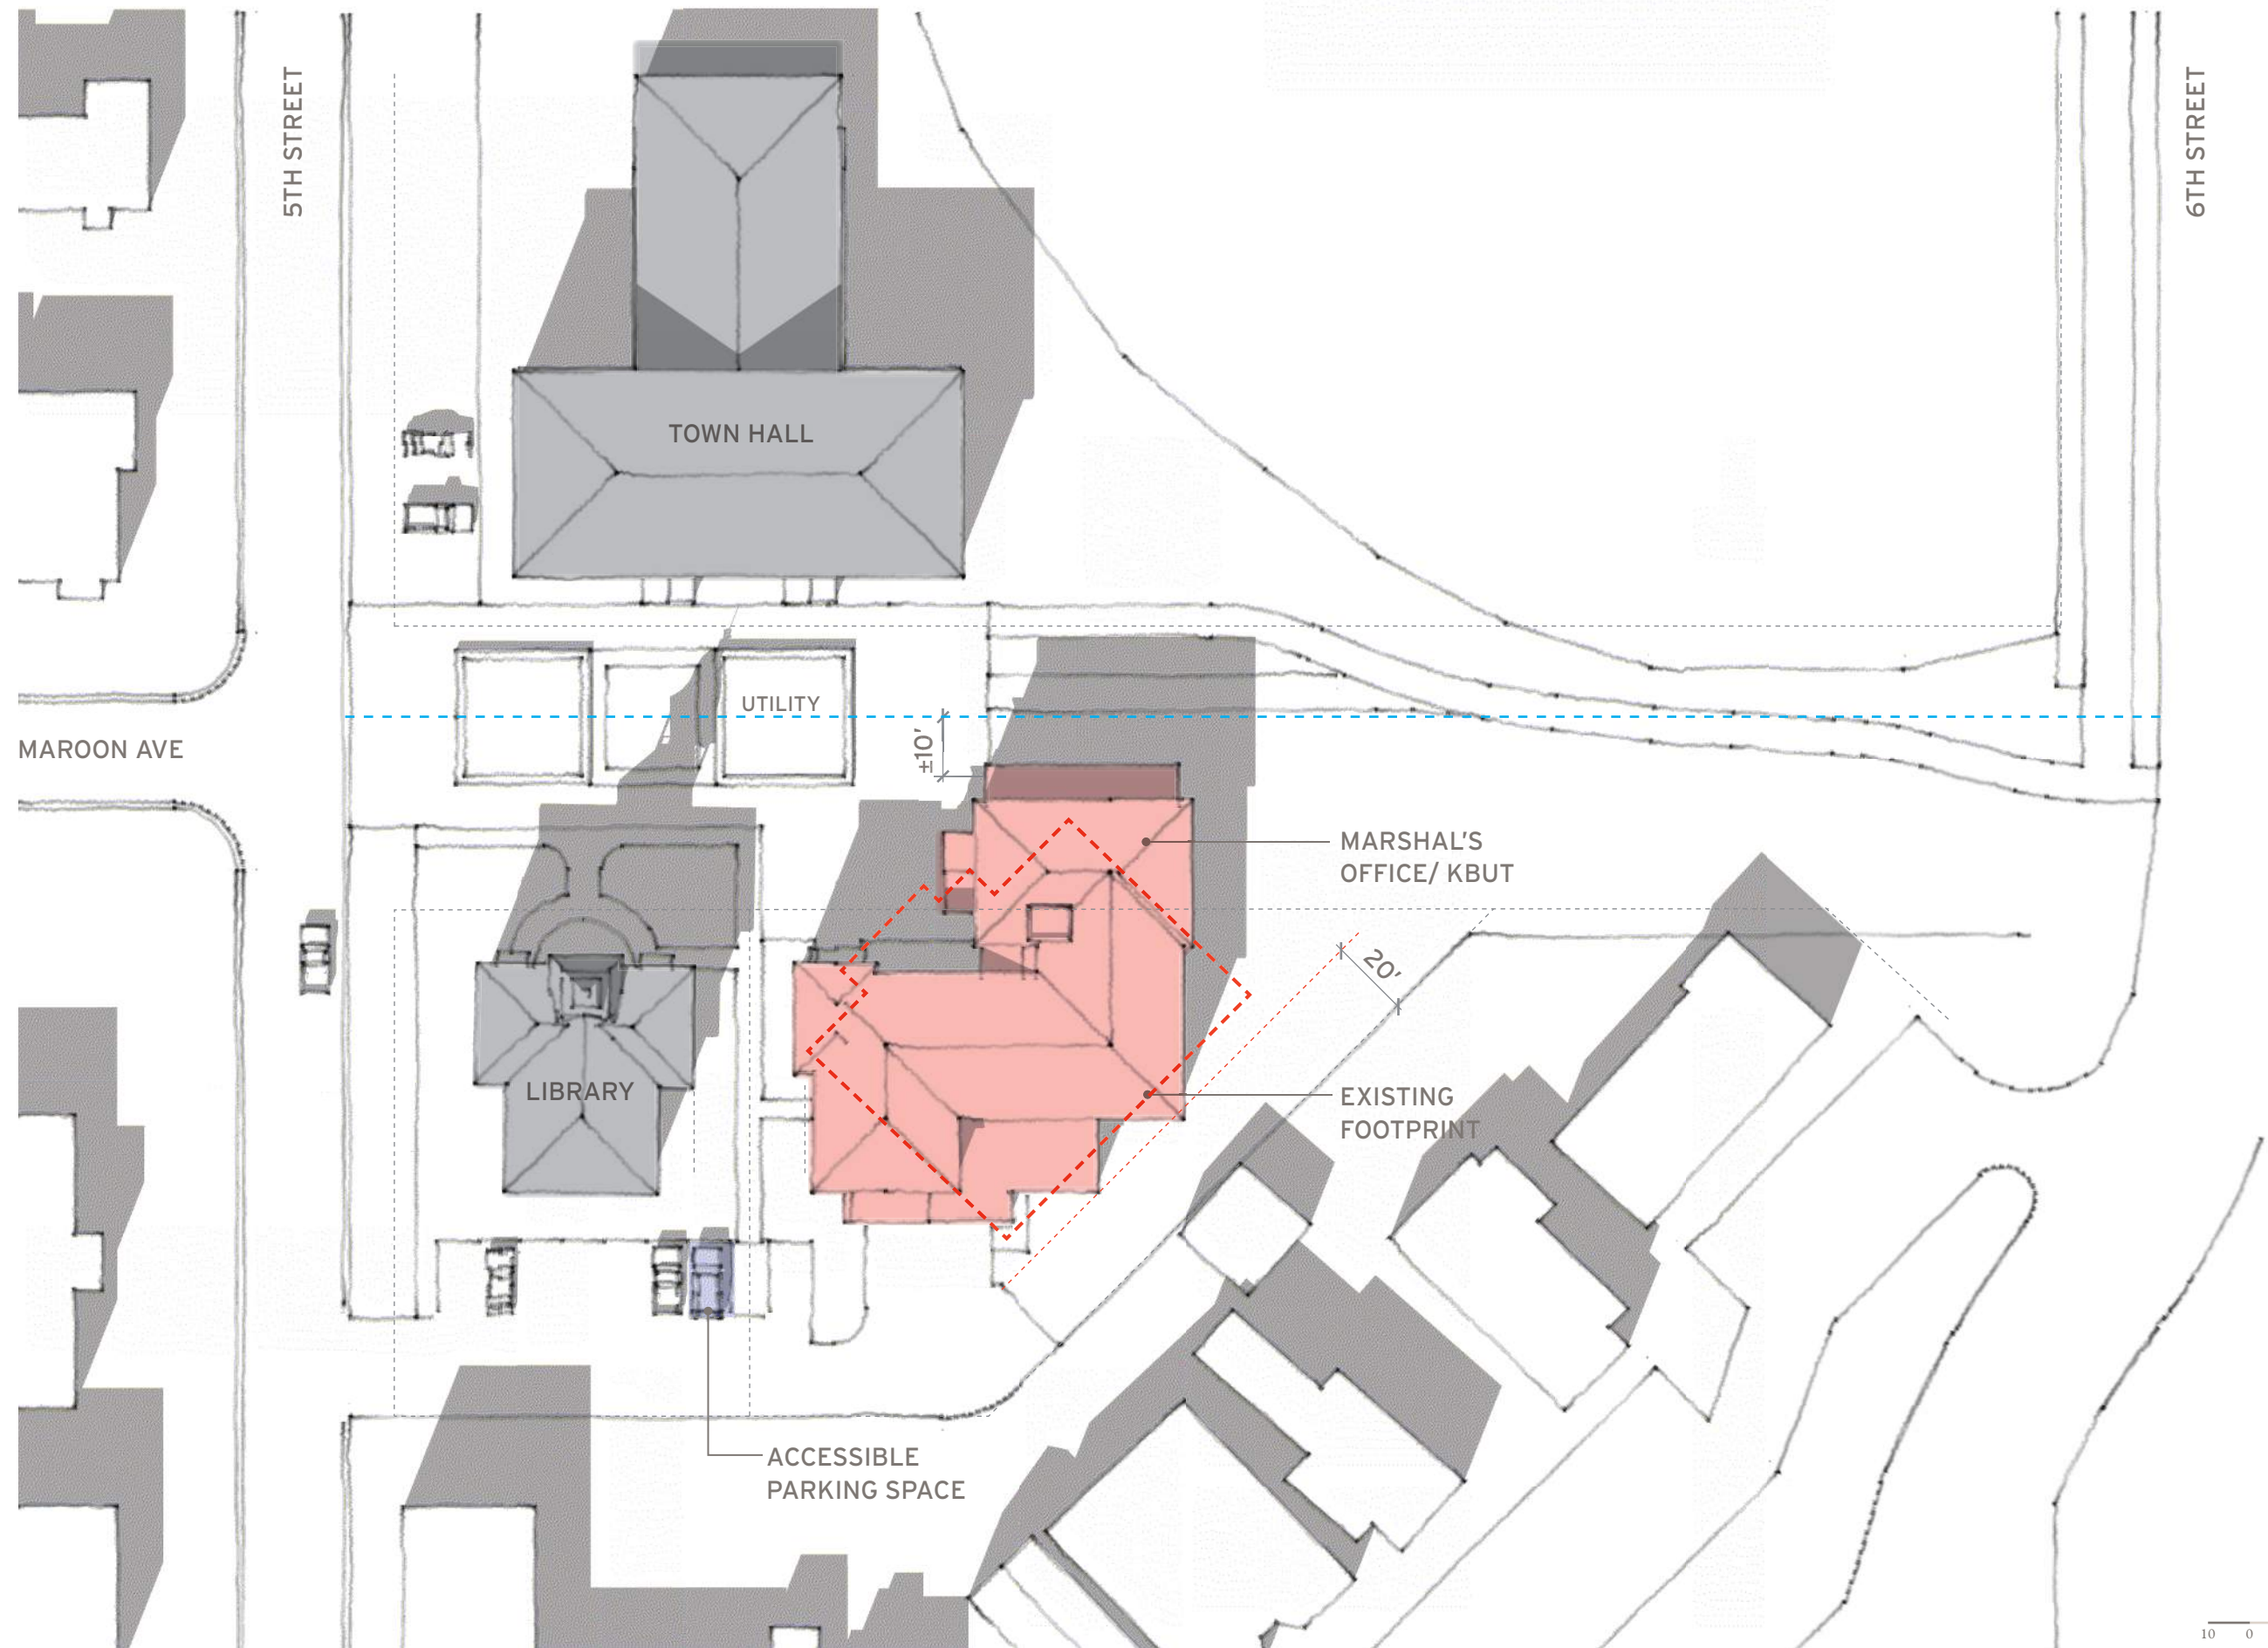 5TH STREET
6TH STREET
TOWN HALL
UTILITY
±10'
MAROON AVE
MARSHAL'S
OFFICE/ KBUT
20'
LIBRARY
EXISTING
FOOTPRINT
ACCESSIBLE
PARKING SPACE
10 0